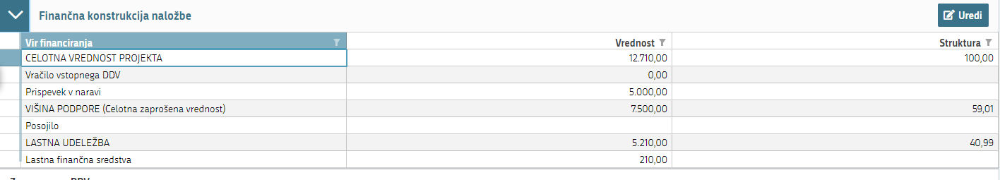 Finančna konstrukcija naložbe Uredi
Vir financiranja Vrednost Struktura
CELOTNA VREDNOST PROJEKTA 12.710,00 100,00
Vračilo vstopnega DDV 0,00
Prispevek v naravi 5.000,00
VIŠINA PODPORE (Celotna zaprošena vrednost) 7.500,00 59,01
Posojilo
LASTNA UDELEŽBA 5.210,00 40,99
Lastna finančna sredstva 210,00